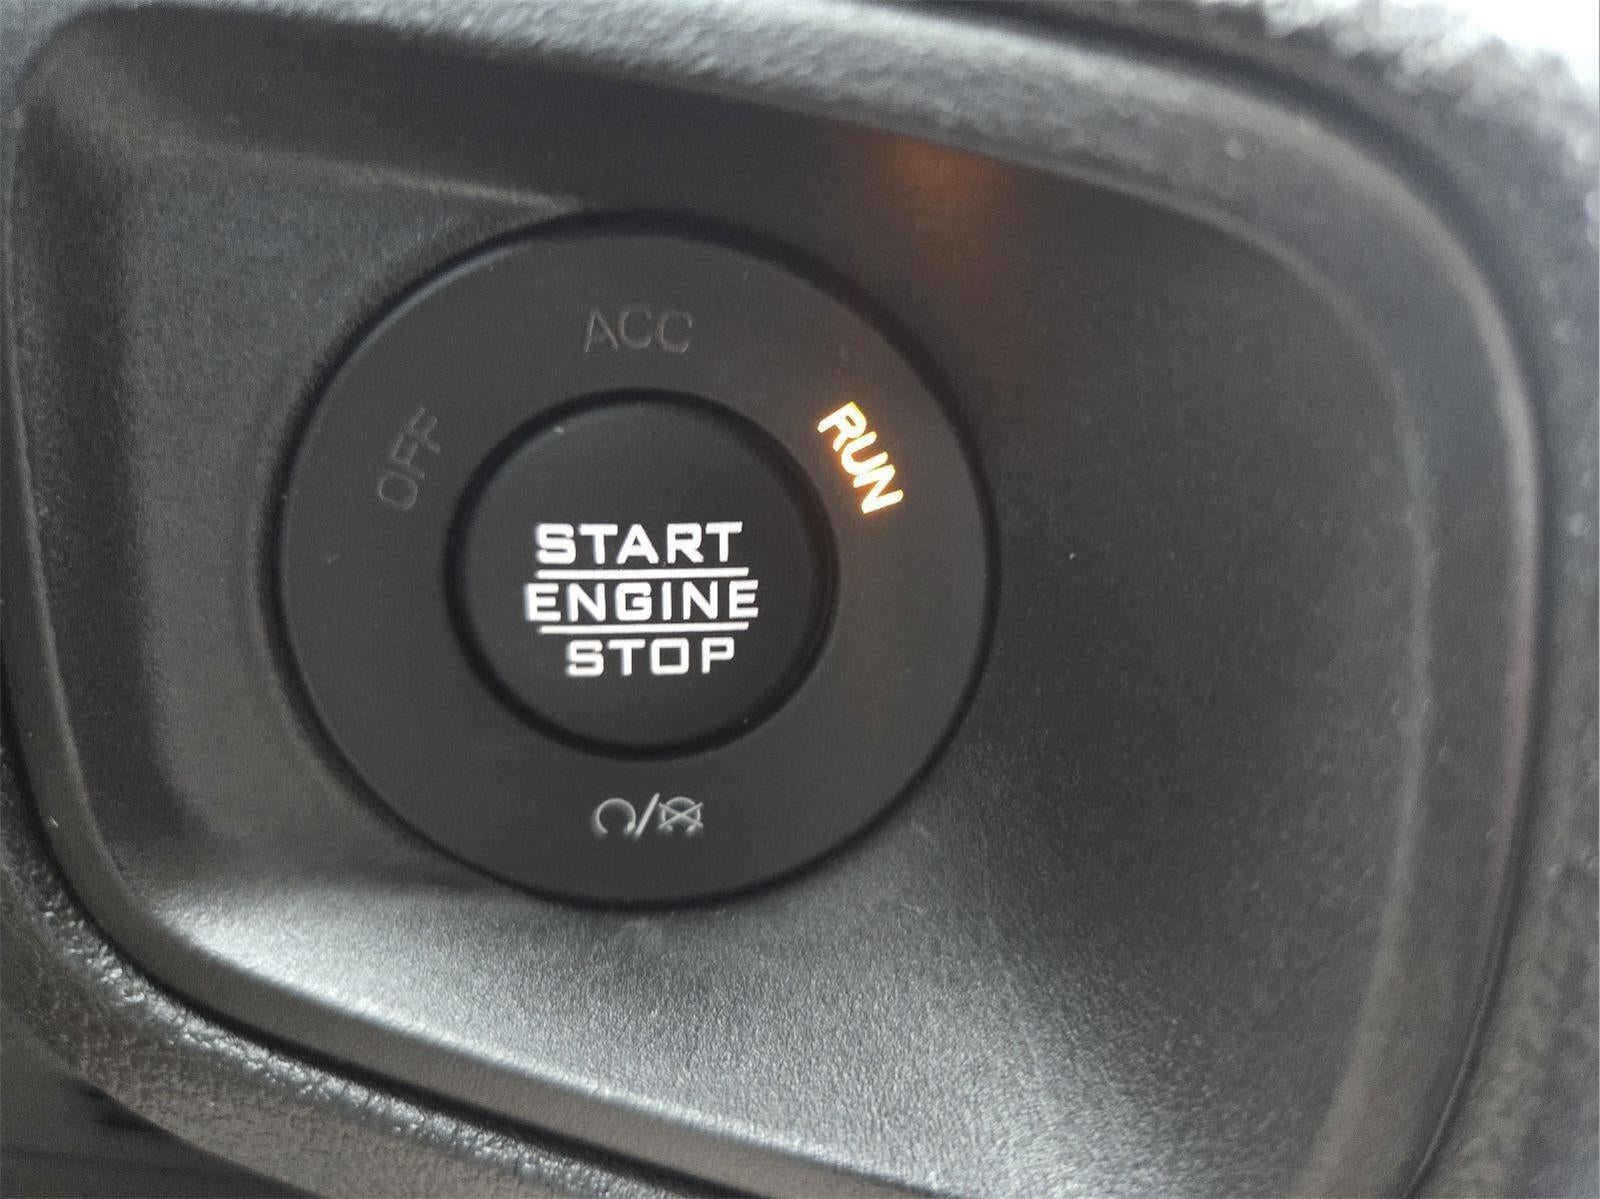 ACC
OFF
RUN
START
ENGINE
STOP